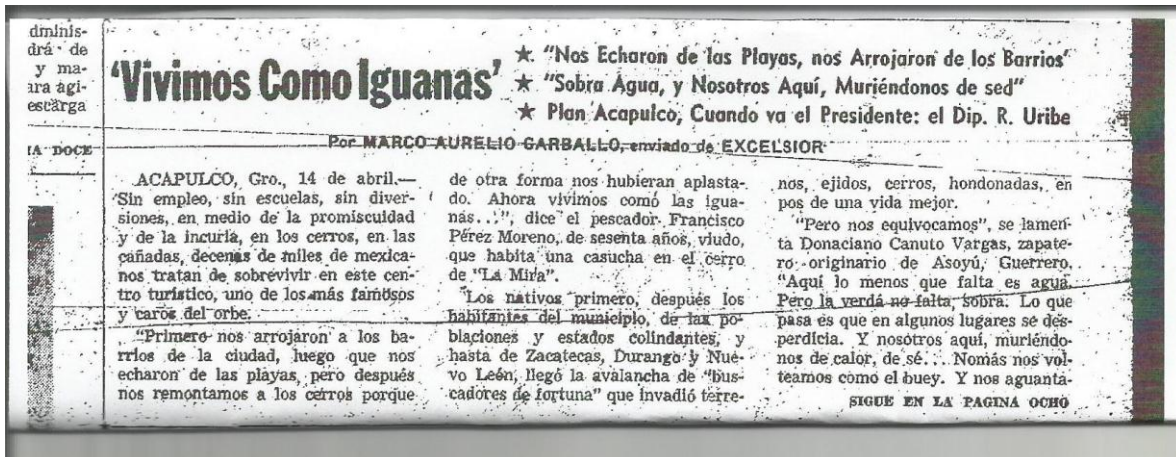 dminis-
drá de
y ma-
ara agi-
escarga
IA DOCE
'Vivimos Como Iguanas'
★ "Nos Echaron de las Playas, nos Arrojaron de los Barrios'
★ "Sobra Agua, y Nosotros Aquí, Muriéndonos de sed"
★ Plan Acapulco, Cuando va el Presidente: el Dip. R. Uribe
Por MARCO AURELIO CARBALLO, enviado de EXCELSIOR
ACAPULCO, Gro., 14 de abril.—
Sin empleo, sin escuelas, sin diver-
siones, en medio de la promiscuidad
y de la incuria, en los cerros, en las
cañadas, decenas de miles de mexica-
nos tratan de sobrevivir en este cen-
tro turístico, uno de los más famosos
y caros del orbe.
"Primero nos arrojaron a los ba-
rrios de la ciudad, luego que nos
echaron de las playas, pero después
nos remontamos a los cerros porque
de otra forma nos hubieran aplasta-
do. Ahora vivimos como las igua-
nas...", dice el pescador Francisco
Pérez Moreno, de sesenta años, viudo,
que habita una casucha en el cerro
de "La Mira".
"Los nativos primero, después los
habitantes del municipio, de las po-
blaciones y estados colindantes, y
hasta de Zacatecas, Durango y Nue-
vo León, llegó la avalancha de "bus-
cadores de fortuna" que invadió terre-
nos, ejidos, cerros, hondonadas, en
pos de una vida mejor.
"Pero nos equivocamos", se lamen-
ta Donaciano Canuto Vargas, zapate-
ro originario de Asoyú, Guerrero.
"Aquí lo menos que falta es agua.
Pero la verdá no falta, sobra. Lo que
pasa es que en algunos lugares se des-
perdicia. Y nosotros aquí, muriéndo-
nos de calor, de sé... Nomás nos vol-
teamos como el buey. Y nos aguanta-
SIGUE EN LA PAGINA OCHO